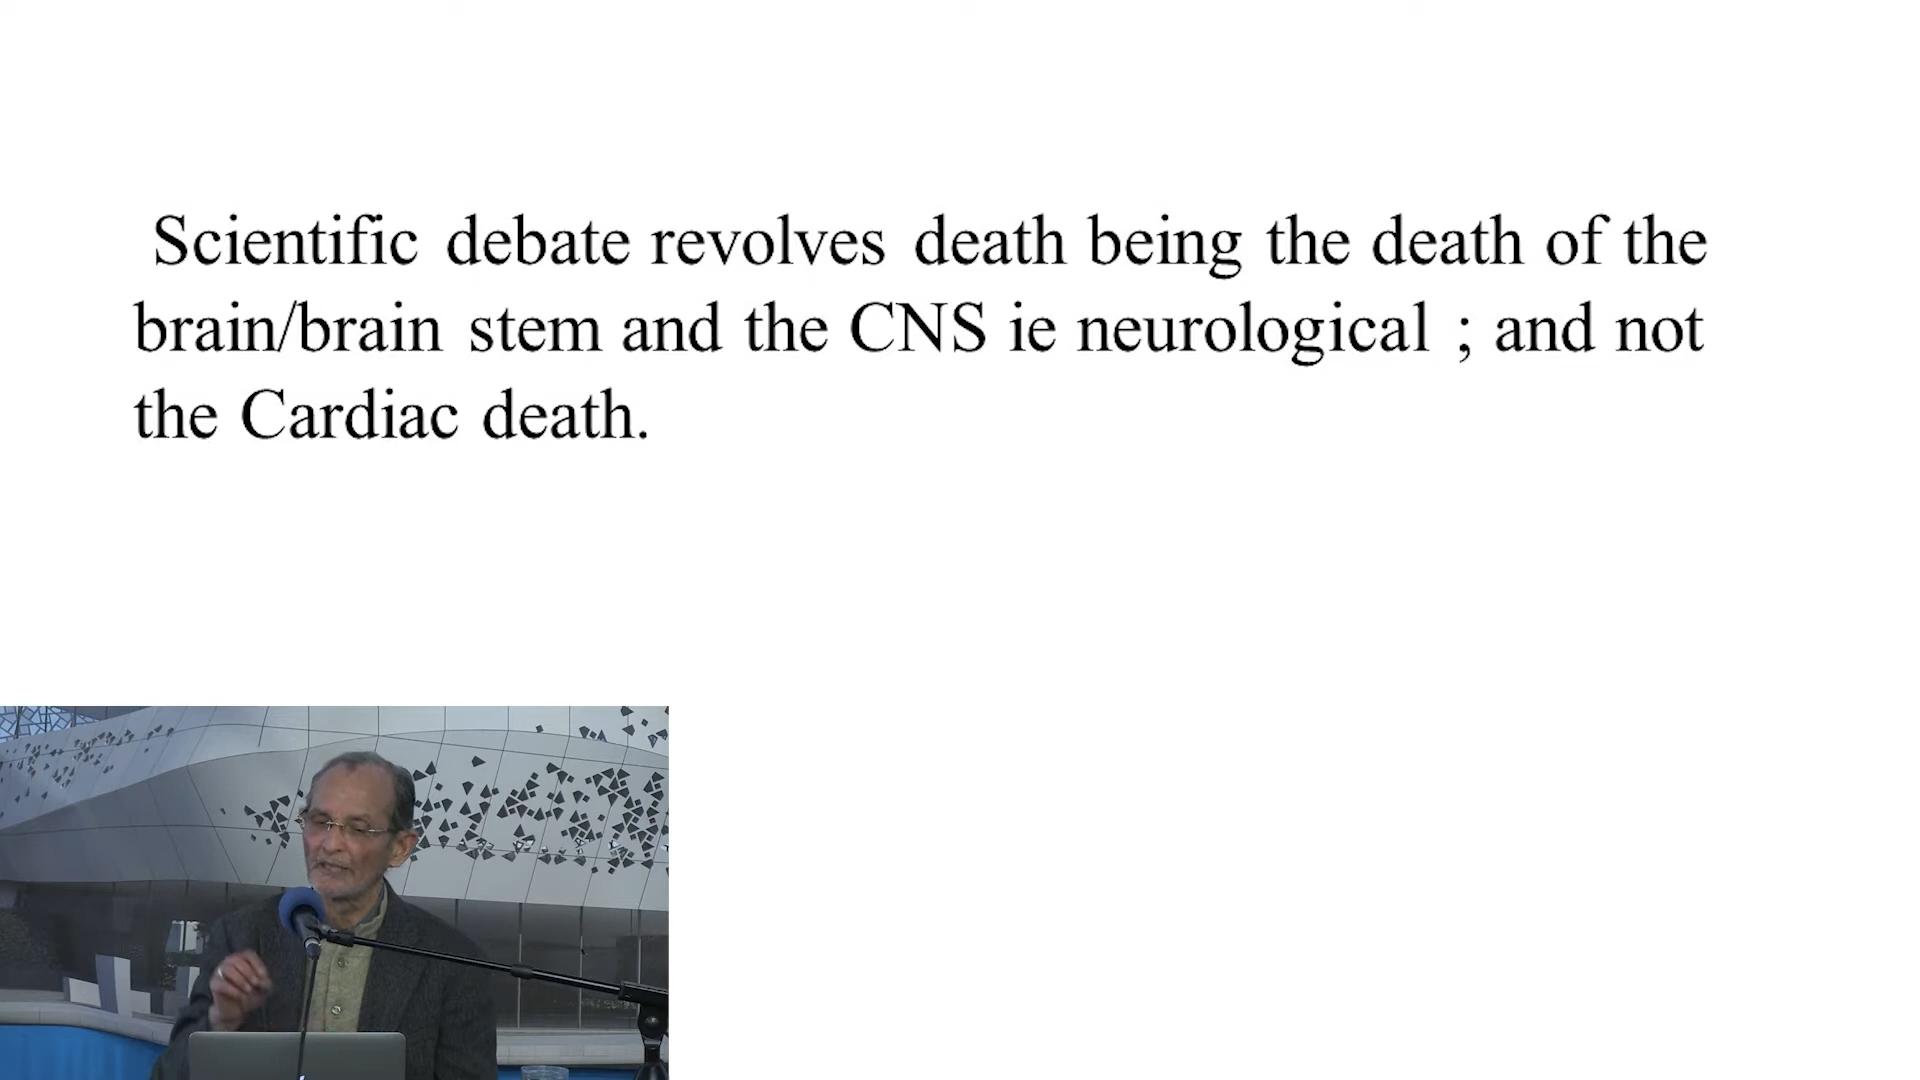 Scientific debate revolves death being the death of the
brain/brain stem and the CNS ie neurological ; and not
the Cardiac death.